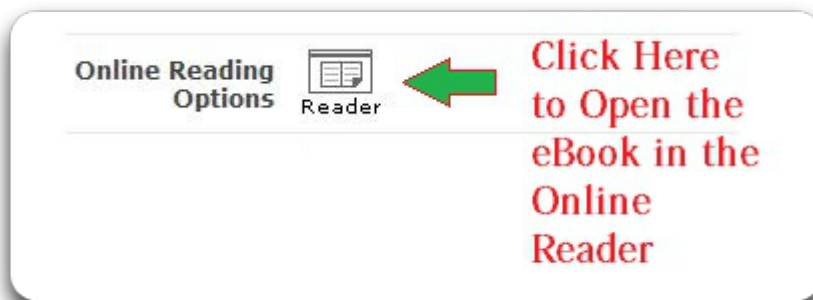 Online Reading
Options
Reader
Click Here
to Open the
eBook in the
Online
Reader